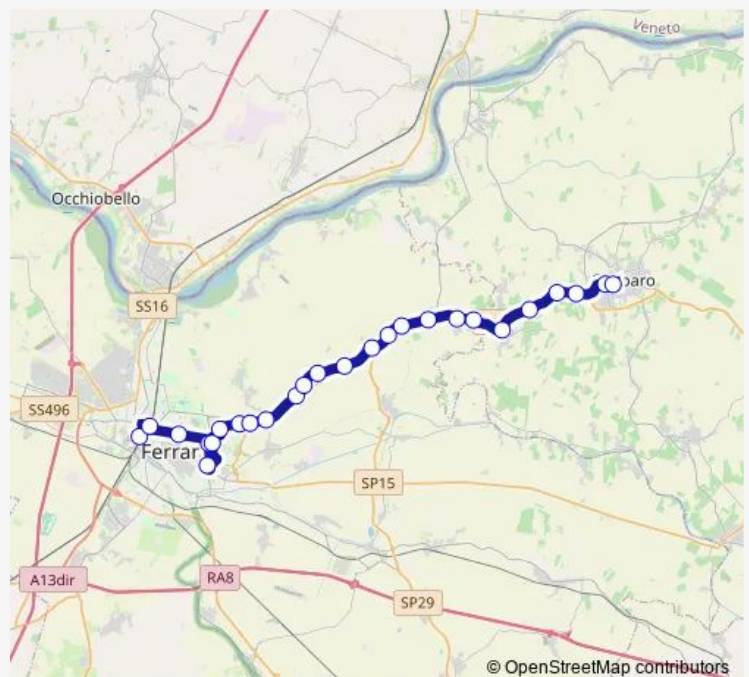 Veneto
Occhiobello
SS16
SS496
Ferrar
SP15
A13dir
RA8
SP29
© OpenStreetMap contributors